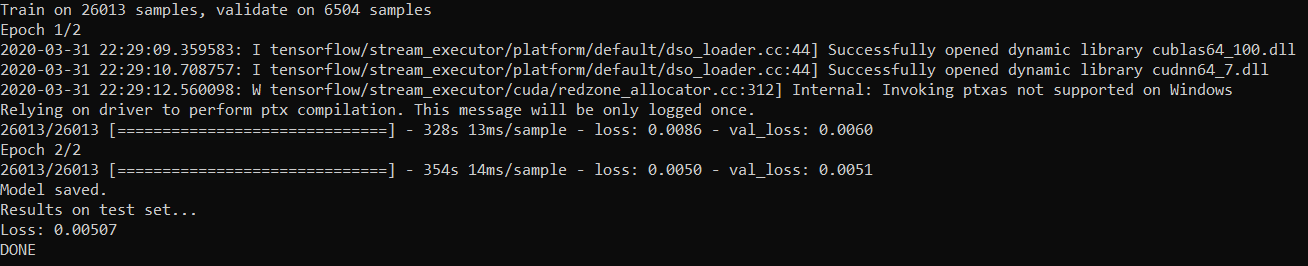 Train on 26013 samples, validate on 6504 samples
Epoch 1/2
2020-03-31 22:29:09.359583: I tensorflow/stream_executor/platform/default/dso_loader.cc:44] Successfully opened dynamic library cublas64_100.dll
2020-03-31 22:29:10.708757: I tensorflow/stream_executor/platform/default/dso_loader.cc:44] Successfully opened dynamic library cudnn64_7.dll
2020-03-31 22:29:12.560098: W tensorflow/stream_executor/cuda/redzone_allocator.cc:312] Internal: Invoking ptxas not supported on Windows
Relying on driver to perform ptx compilation. This message will be only logged once.
26013/26013 [==============================] - 328s 13ms/sample - loss: 0.0086 - val_loss: 0.0060
Epoch 2/2
26013/26013 [==============================] - 354s 14ms/sample - loss: 0.0050 - val_loss: 0.0051
Model saved.
Results on test set...
Loss: 0.00507
DONE